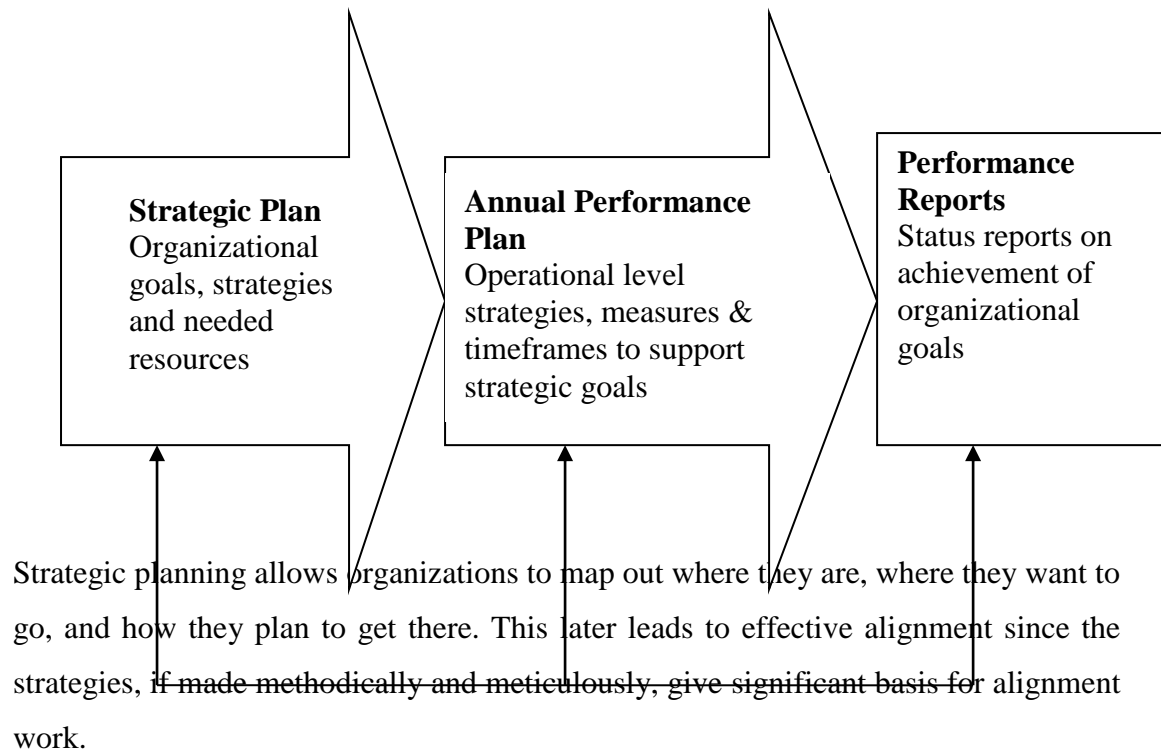 Strategic Plan
Organizational
goals, strategies
and needed
resources
Annual Performance
Plan
Operational level
strategies, measures &
timeframes to support
strategic goals
Performance
Reports
Status reports on
achievement of
organizational
goals
Strategic planning allows organizations to map out where they are, where they want to
go, and how they plan to get there. This later leads to effective alignment since the
strategies, if made methodically and meticulously, give significant basis for alignment
work.